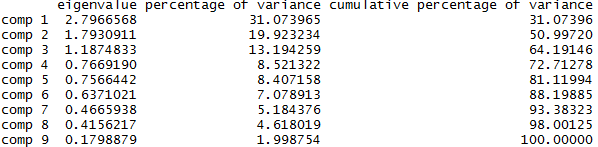 eigenvalue percentage of variance cumulative percentage of variance
comp 1 2.7966568 31.073965 31.07396
comp 2 1.7930911 19.923234 50.99720
comp 3 1.1874833 13.194259 64.19146
comp 4 0.7669190 8.521322 72.71278
comp 5 0.7566442 8.407158 81.11994
comp 6 0.6371021 7.078913 88.19885
comp 7 0.4665938 5.184376 93.38323
comp 8 0.4156217 4.618019 98.00125
comp 9 0.1798879 1.998754 100.00000